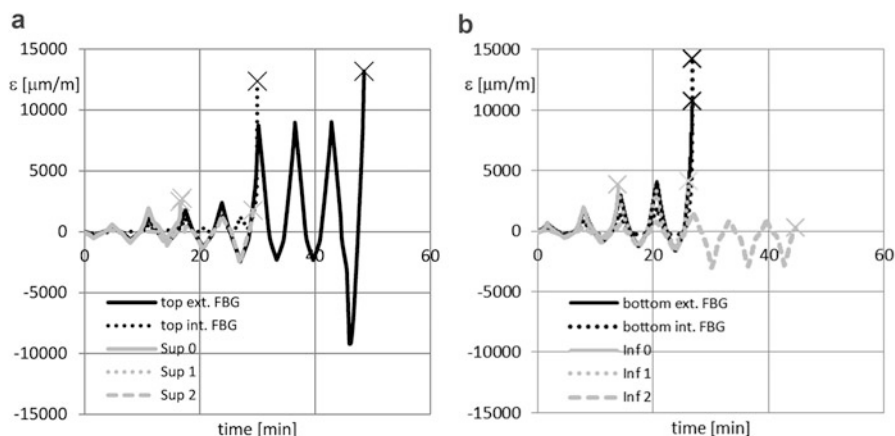 a
15000
ε [µm/m]
10000
5000
0
-5000
-10000
-15000
0
20
40
60
top ext. FBG
top int. FBG
Sup 0
Sup 1
Sup 2
time [min]
b
15000
ε [µm/m]
10000
5000
0
-5000
-10000
-15000
0
20
40
60
bottom ext. FBG
bottom int. FBG
Inf 0
Inf 1
Inf 2
time [min]